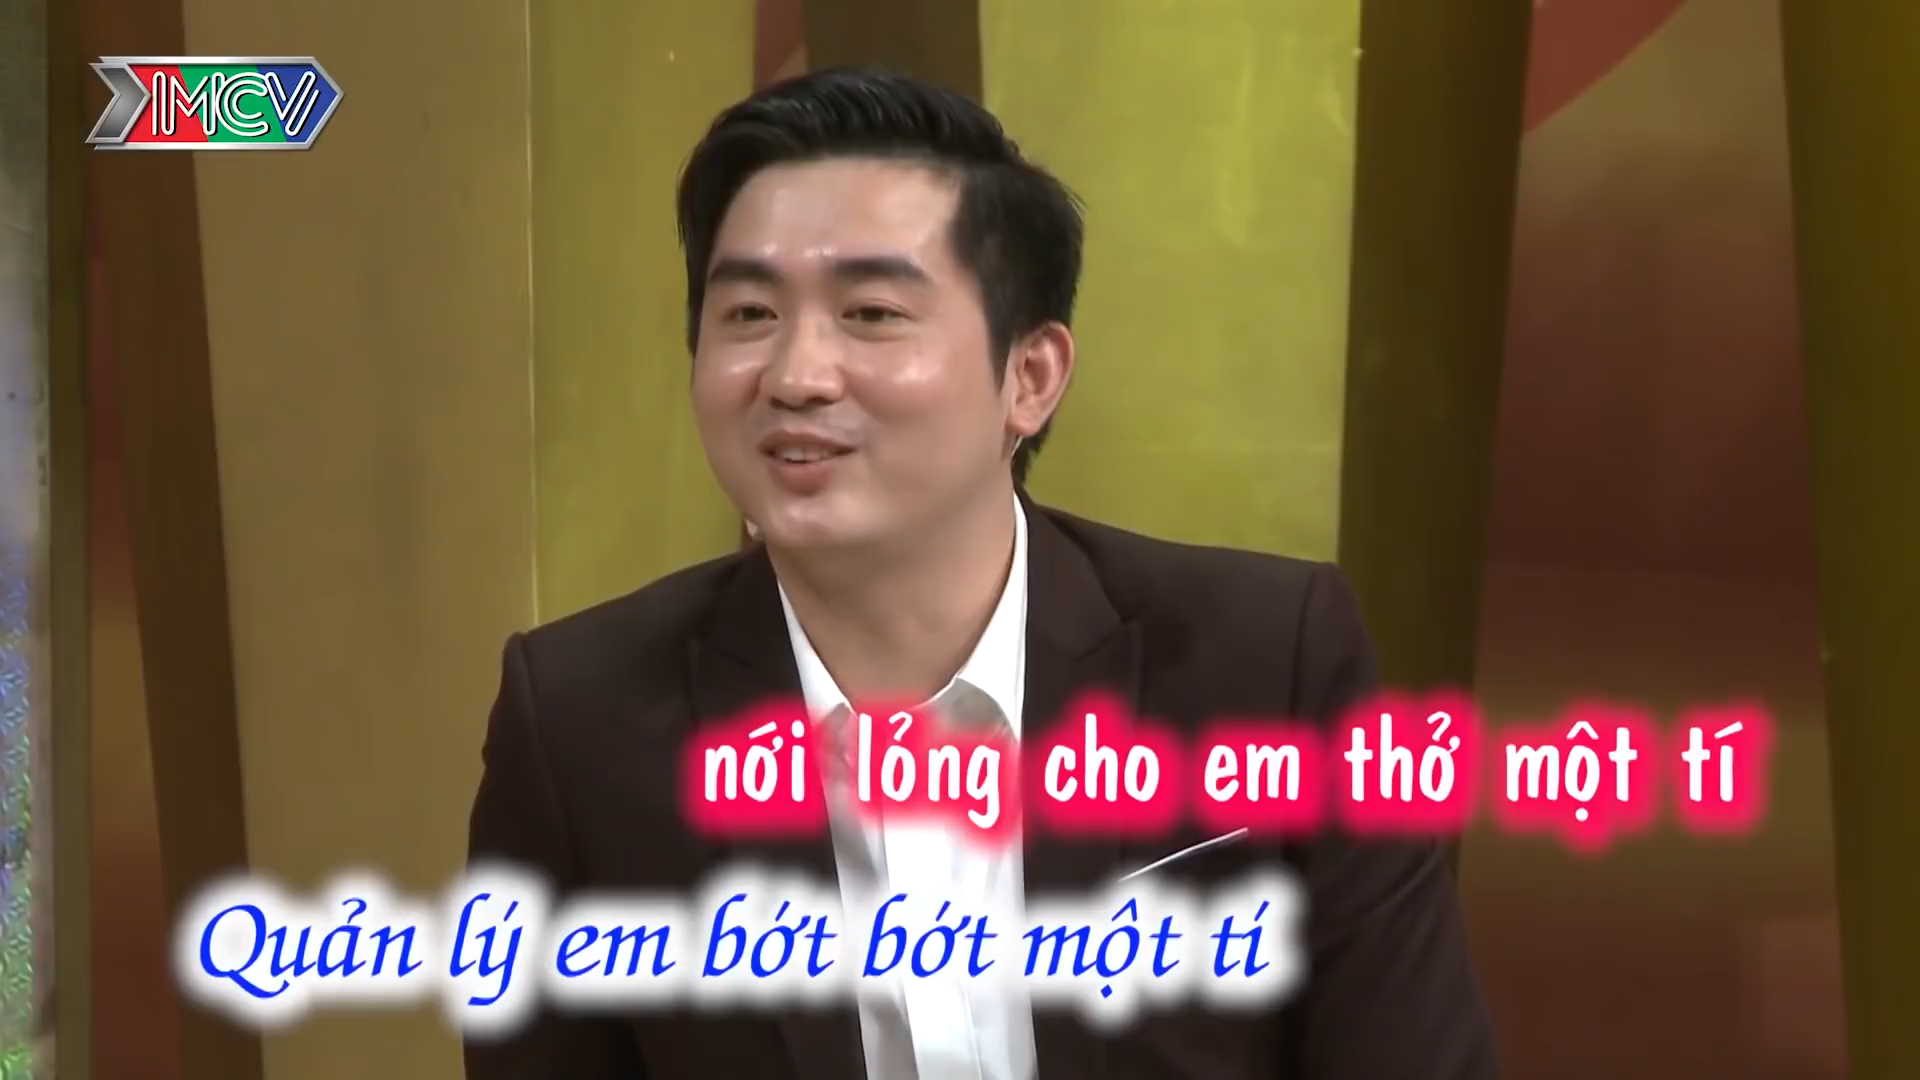 MCV
nới lỏng cho em thở một tí
Quản lý em bớt bớt một tí